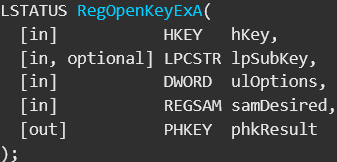 LSTATUS RegOpenKeyExA(
  [in]           HKEY   hKey,
  [in, optional] LPCSTR lpSubKey,
  [in]           DWORD  ulOptions,
  [in]           REGSAM samDesired,
  [out]          PHKEY  phkResult
);